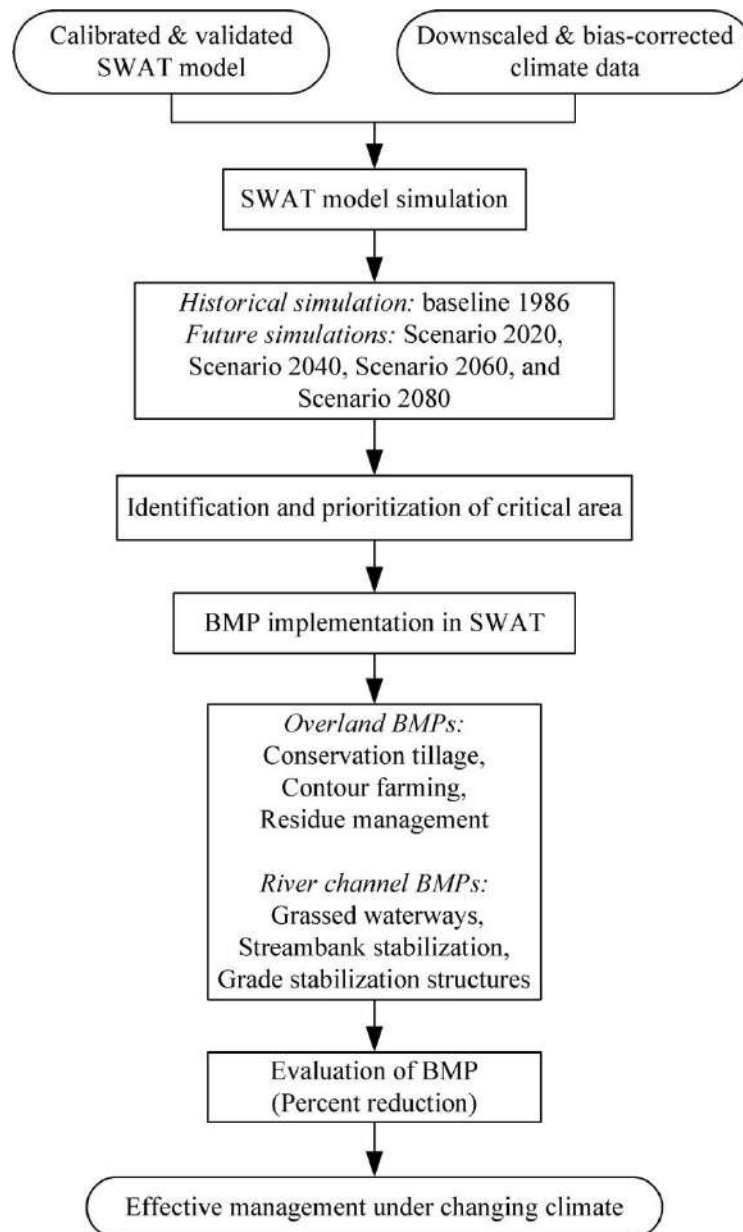 Calibrated & validated
SWAT model
Downscaled & bias-corrected
climate data
SWAT model simulation
Historical simulation: baseline 1986
Future simulations: Scenario 2020,
Scenario 2040, Scenario 2060, and
Scenario 2080
Identification and prioritization of critical area
BMP implementation in SWAT
Overland BMPs:
Conservation tillage,
Contour farming,
Residue management
River channel BMPs:
Grassed waterways,
Streambank stabilization,
Grade stabilization structures
Evaluation of BMP
(Percent reduction)
Effective management under changing climate